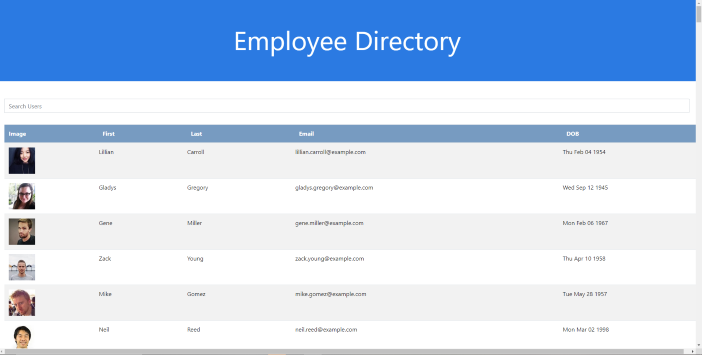 Employee Directory
Search Users
Image First Last Email DOB
Lillian Carroll lillian.carroll@example.com Thu Feb 04 1954
Gladys Gregory gladys.gregory@example.com Wed Sep 12 1945
Gene Miller gene.miller@example.com Mon Feb 06 1967
Zack Young zack.young@example.com Thu Apr 10 1958
Mike Gomez mike.gomez@example.com Tue May 28 1957
Neil Reed neil.reed@example.com Mon Mar 02 1998